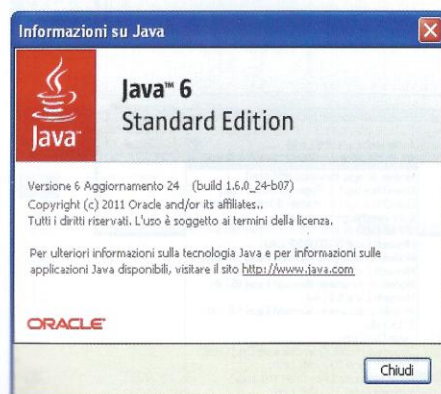 Informazioni su Java
Java™ 6
Standard Edition
Java™
Versione 6 Aggiornamento 24 (build 1.6.0_24-b07)
Copyright (c) 2011 Oracle and/or its affiliates..
Tutti i diritti riservati. L'uso è soggetto ai termini della licenza.
Per ulteriori informazioni sulla tecnologia Java e per informazioni sulle
applicazioni Java disponibili, visitare il sito http://www.java.com
ORACLE
Chiudi